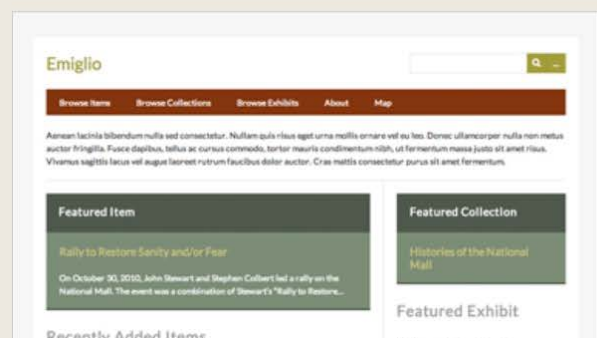 Emiglio
...
Browse Items Browse Collections Browse Exhibits About Map
Aenean lacinia bibendum nulla sed consectetur. Nullam quis risus eget urna mollis ornare vel eu leo. Donec ullamcorper nulla non metus
auctor fringilla. Fusce dapibus, tellus ac cursus commodo, tortor mauris condimentum nibh, ut fermentum massa justo sit amet risus.
Vivamus sagittis lacus vel augue laoreet rutrum faucibus dolor auctor. Cras mattis consectetur purus sit amet fermentum.
Featured Item
Rally to Restore Sanity and/or Fear
On October 30, 2010, John Stewart and Stephen Colbert led a rally on the
National Mall. The event was a combination of Stewart's "Rally to Restore...
Recently Added Items
Featured Collection
Histories of the National
Mall
Featured Exhibit